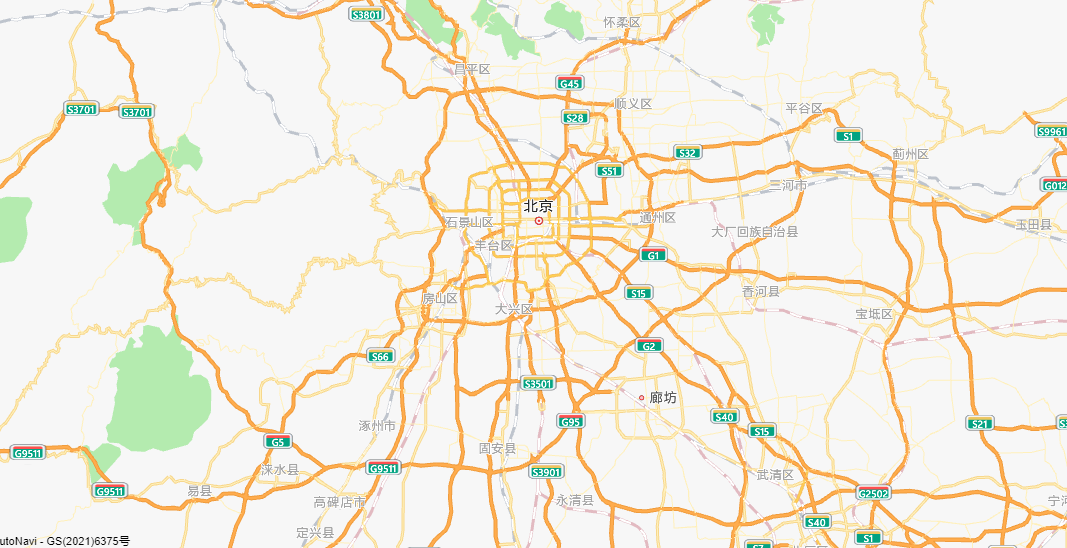 S3801
怀柔区
昌平区
G45
S3701
S3701
顺义区
平谷区
S28
S1
S9961
S32
蓟州区
S51
G012
三河市
北京
石景山区
通州区
玉田县
大厂回族自治县
丰台区
G1
S15
香河县
房山区
大兴区
宝坻区
G2
S66
S3501
廊坊
S40
G95
S21
涿州市
S15
G5
固安县
G9511
涞水县
G9511
S3901
武清区
易县
G9511
高碑店市
永清县
G2502
宁河
S40
定兴县
S1
utoNavi - GS(2021)6375号